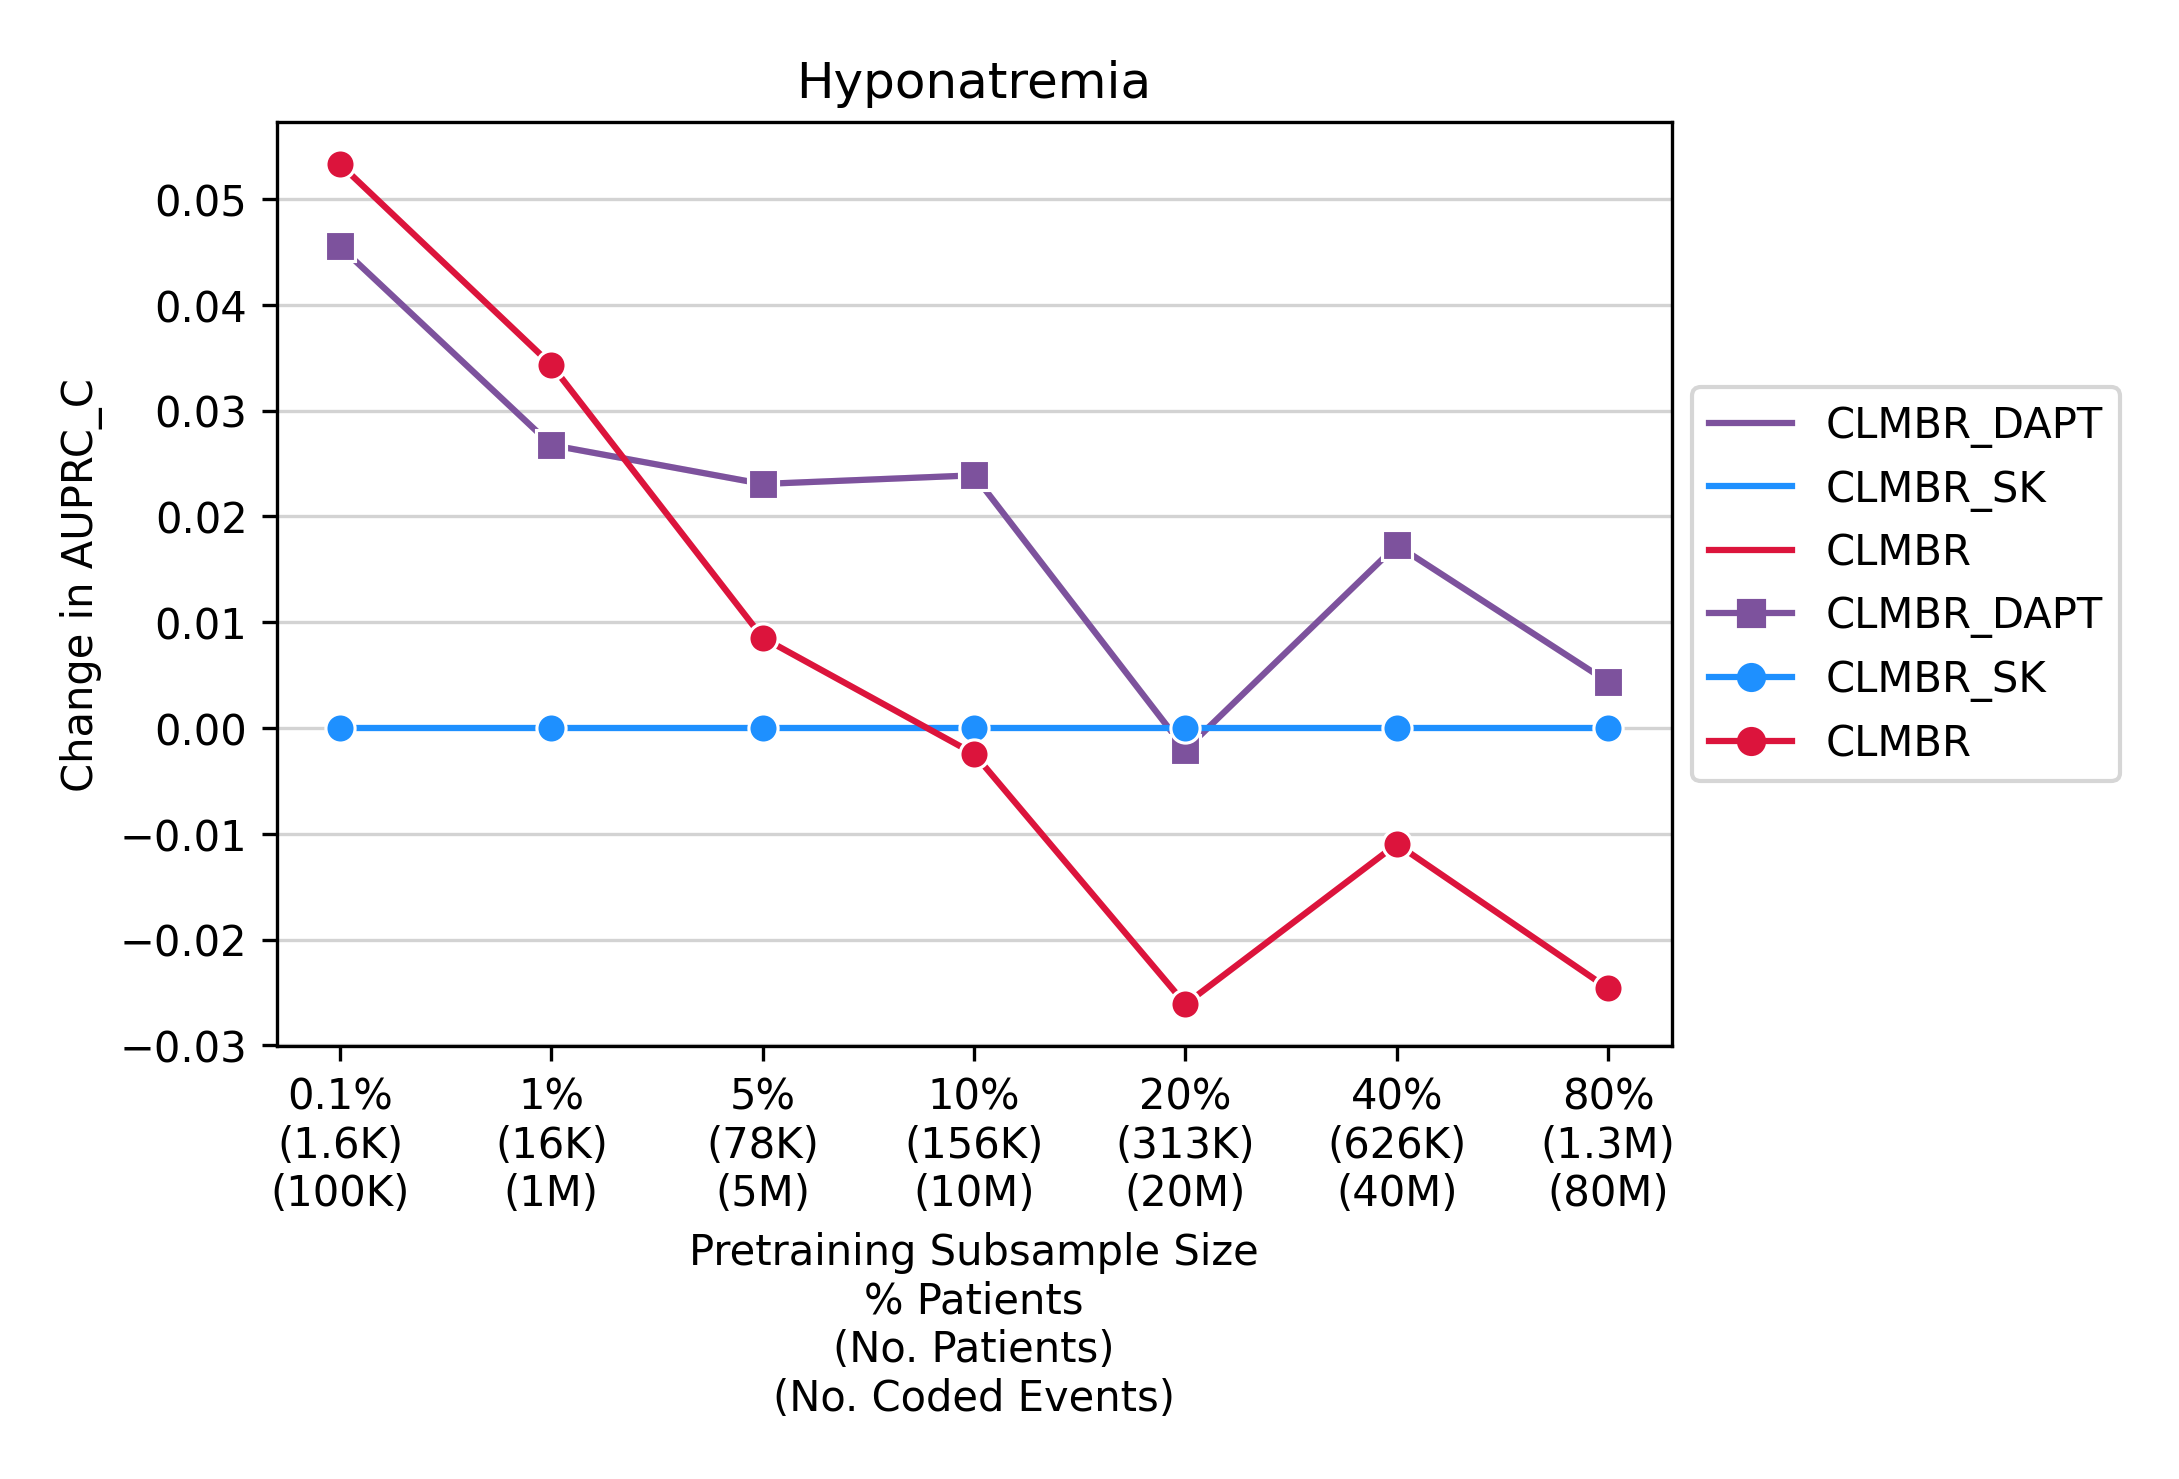 Hyponatremia
Change in AUPRC_C
0.05
0.04
0.03
0.02
0.01
0.00
−0.01
−0.02
−0.03
0.1% 1% 5% 10% 20% 40% 80%
(1.6K) (16K) (78K) (156K) (313K) (626K) (1.3M)
(100K) (1M) (5M) (10M) (20M) (40M) (80M)
Pretraining Subsample Size
% Patients
(No. Patients)
(No. Coded Events)
CLMBR_DAPT
CLMBR_SK
CLMBR
CLMBR_DAPT
CLMBR_SK
CLMBR